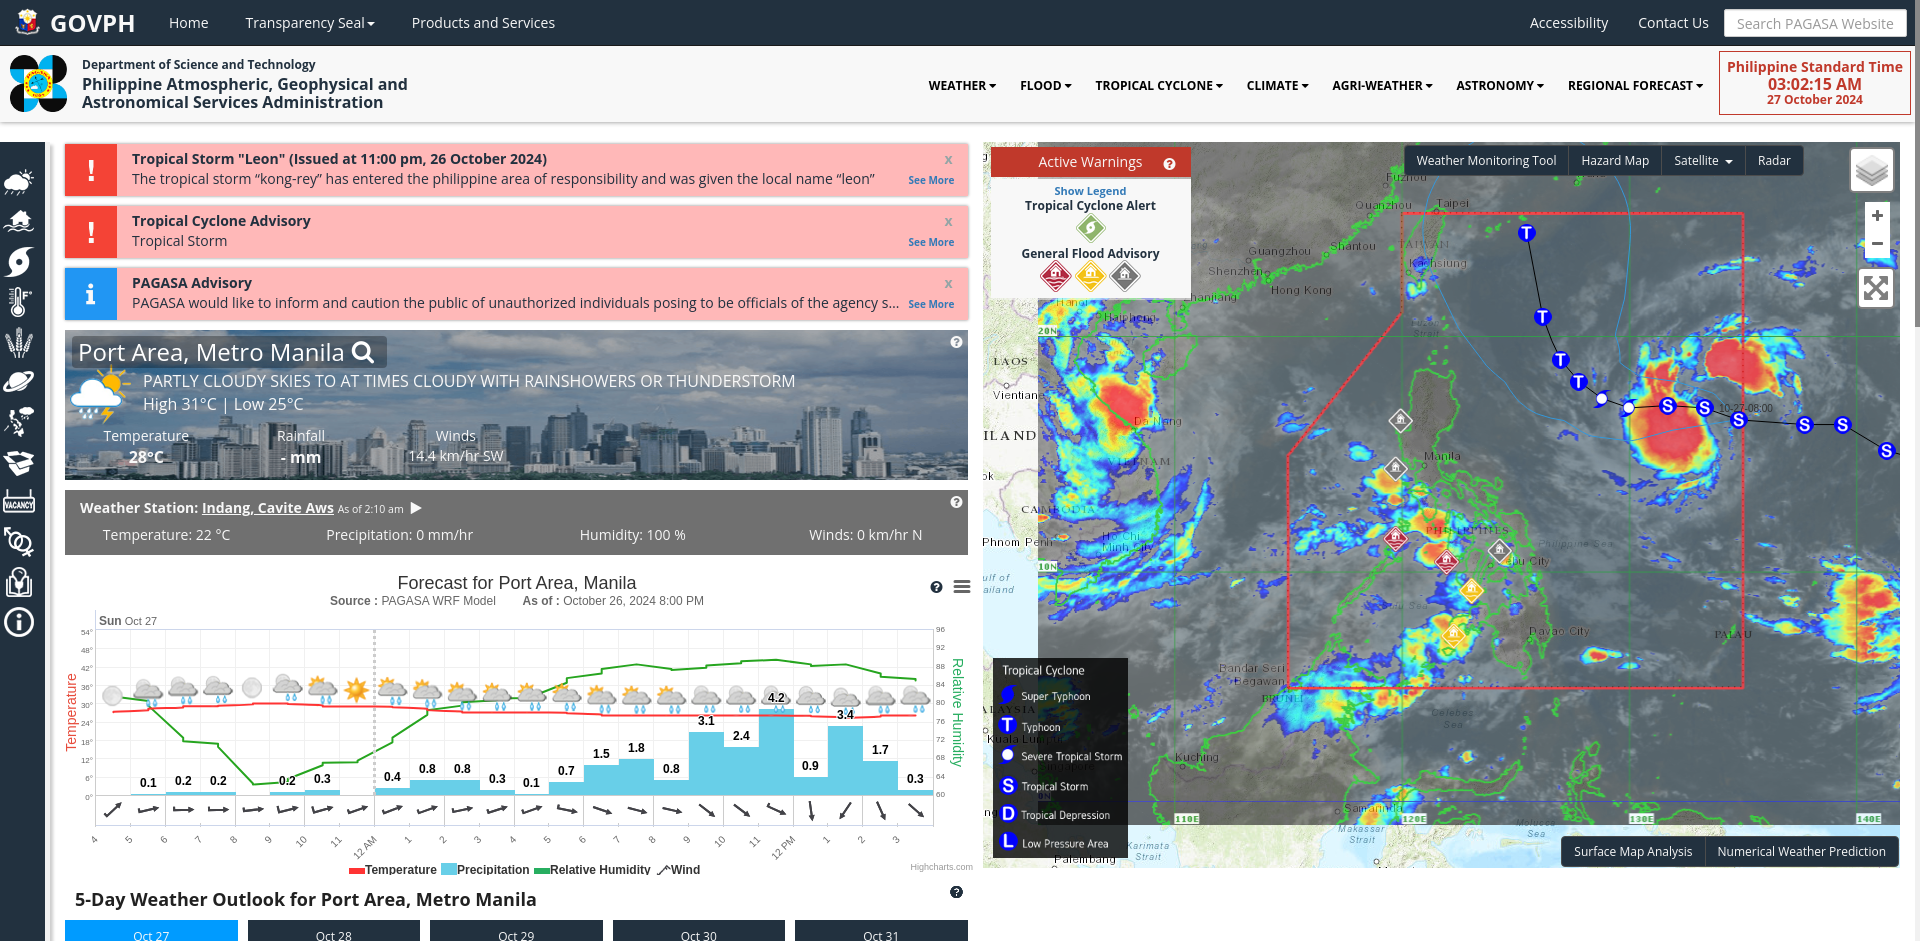 GOVPH
Home
Transparency Seal
Products and Services
Accessibility
Contact Us
Search PAGASA Website
Department of Science and Technology
Philippine Atmospheric, Geophysical and
Astronomical Services Administration
WEATHER
FLOOD
TROPICAL CYCLONE
CLIMATE
AGRI-WEATHER
ASTRONOMY
REGIONAL FORECAST
Philippine Standard Time
03:02:15 AM
27 October 2024
Tropical Storm "Leon" (Issued at 11:00 pm, 26 October 2024)
x
The tropical storm “kong-rey” has entered the philippine area of responsibility and was given the local name “leon”
See More
Tropical Cyclone Advisory
x
Tropical Storm
See More
PAGASA Advisory
x
PAGASA would like to inform and caution the public of unauthorized individuals posing to be officials of the agency s...
See More
Port Area, Metro Manila
PARTLY CLOUDY SKIES TO AT TIMES CLOUDY WITH RAINSHOWERS OR THUNDERSTORM
High 31°C | Low 25°C
Temperature
28°C
Rainfall
- mm
Winds
14.4 km/hr SW
Weather Station: Indang, Cavite Aws As of 2:10 am
Temperature: 22 °C
Precipitation: 0 mm/hr
Humidity: 100 %
Winds: 0 km/hr N
VACANCY
Forecast for Port Area, Manila
Source : PAGASA WRF Model
As of : October 26, 2024 8:00 PM
Sun Oct 27
54°
48°
42°
36°
30°
24°
18°
12°
6°
0°
Temperature
96
92
88
84
80
76
72
68
64
60
Relative Humidity
0.1
0.2
0.2
0.2
0.3
0.4
0.8
0.8
0.3
0.1
0.7
1.5
1.8
0.8
3.1
2.4
4.2
0.9
3.4
1.7
0.3
4
5
6
7
8
9
10
11
12 AM
1
2
3
4
5
6
7
8
9
10
11
12 PM
1
2
3
Temperature
Precipitation
Relative Humidity
Wind
Highcharts.com
5-Day Weather Outlook for Port Area, Metro Manila
Oct 27
Oct 28
Oct 29
Oct 30
Oct 31
Active Warnings
Show Legend
Tropical Cyclone Alert
General Flood Advisory
Weather Monitoring Tool
Hazard Map
Satellite
Radar
+
−
Fuzhou
Quanzhou
Taipei
Guangzhou
Shantou
TAIWAN
Kaohsiung
Shenzhen
Hong Kong
Zhanjiang
Hanoi
Haiphong
20N
LAOS
Vientiane
Da Nang
ILAND
VIETNAM
Manila
CAMBODIA
Ho Chi
Minh City
Phnom Penh
PHILIPPINES
Philippine Sea
10N
ulf of
ailand
Davao City
PALAU
Bandar Seri
Begawan
BRUNEI
Celebes
Sea
Kuching
10-27-08:00
Tropical Cyclone
Super Typhoon
T Typhoon
Severe Tropical Storm
S Tropical Storm
D Tropical Depression
L Low Pressure Area
110E
120E
130E
140E
Samarinda
Makassar
Strait
Karimata
Strait
Palembang
Molucca
Sea
Surface Map Analysis
Numerical Weather Prediction